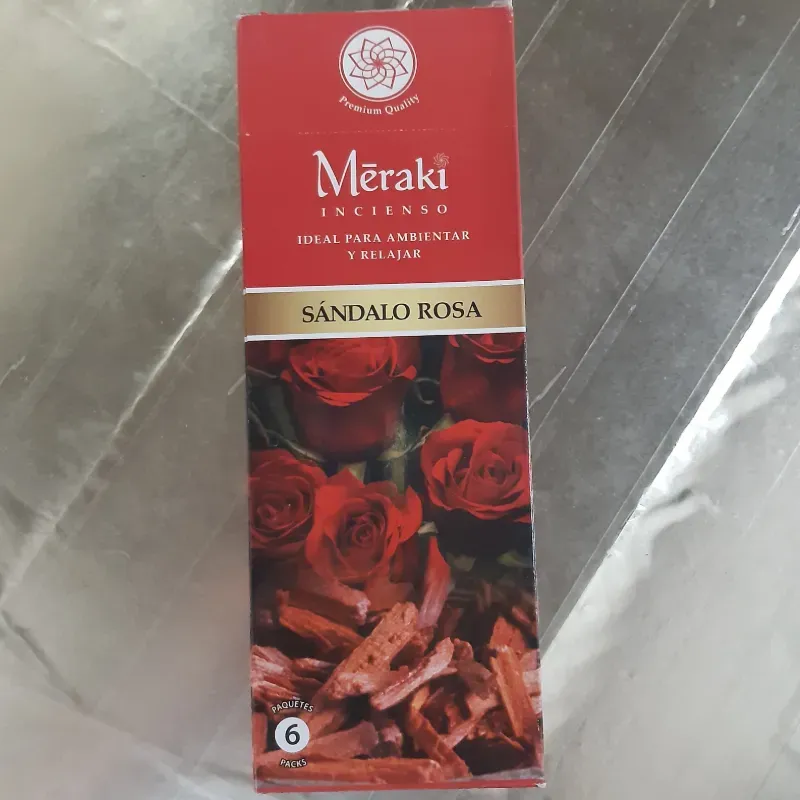 Premium Quality
Mēraki
INCIENSO
IDEAL PARA AMBIENTAR
Y RELAJAR
SÁNDALO ROSA
PAQUETES
6
PACKS